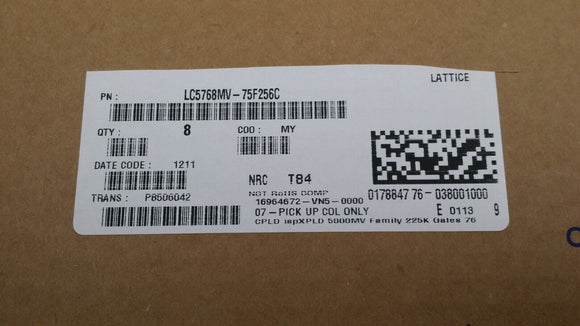 LATTICE
PN : LC5768MV-75F256C
QTY : 8 COO : MY
DATE CODE : 1211
NRC T84
NOT RoHS COMP 01788476-038001000
TRANS : P8506042 16964672-VN5-0000
07-PICK UP COL ONLY E 0113 9
CPLD ispXPLD 5000MV Family 225K Gates 76